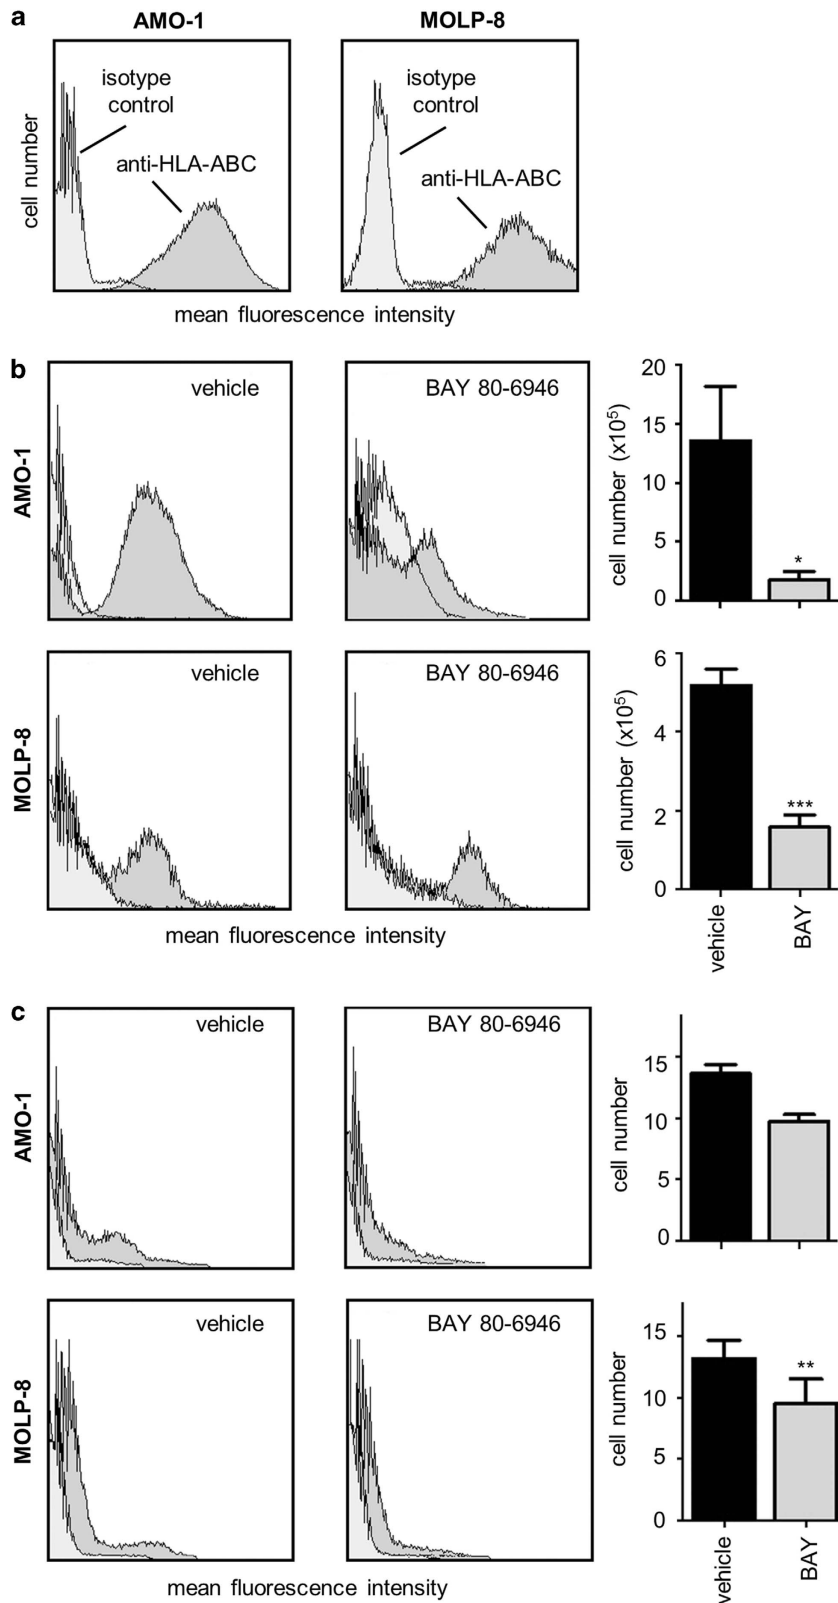 a
AMO-1
MOLP-8
cell number
isotype
control
anti-HLA-ABC
isotype
control
anti-HLA-ABC
mean fluorescence intensity
b
AMO-1
vehicle
BAY 80-6946
cell number (x10⁵)
20
15
10
5
0
*
MOLP-8
vehicle
BAY 80-6946
cell number (x10⁵)
6
4
2
0
***
vehicle
BAY
mean fluorescence intensity
c
AMO-1
vehicle
BAY 80-6946
cell number
15
10
5
0
MOLP-8
vehicle
BAY 80-6946
cell number
15
10
5
0
**
vehicle
BAY
mean fluorescence intensity